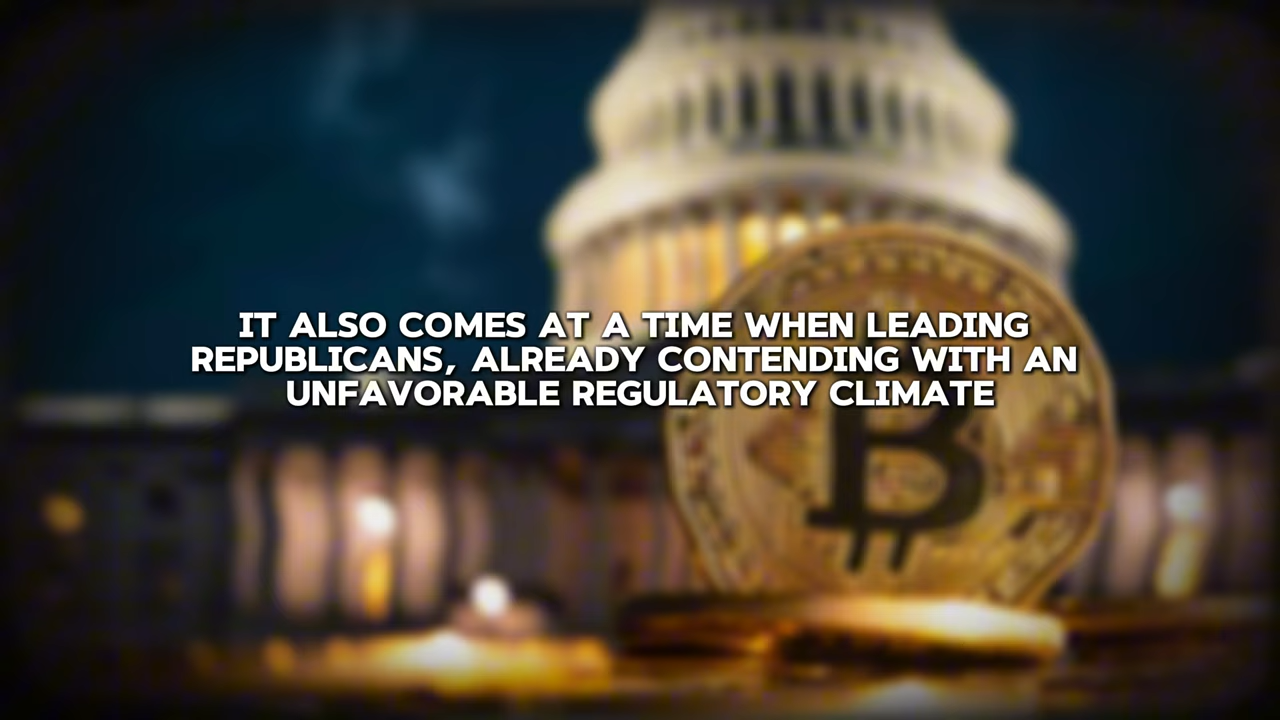 IT ALSO COMES AT A TIME WHEN LEADING
REPUBLICANS, ALREADY CONTENDING WITH AN
UNFAVORABLE REGULATORY CLIMATE